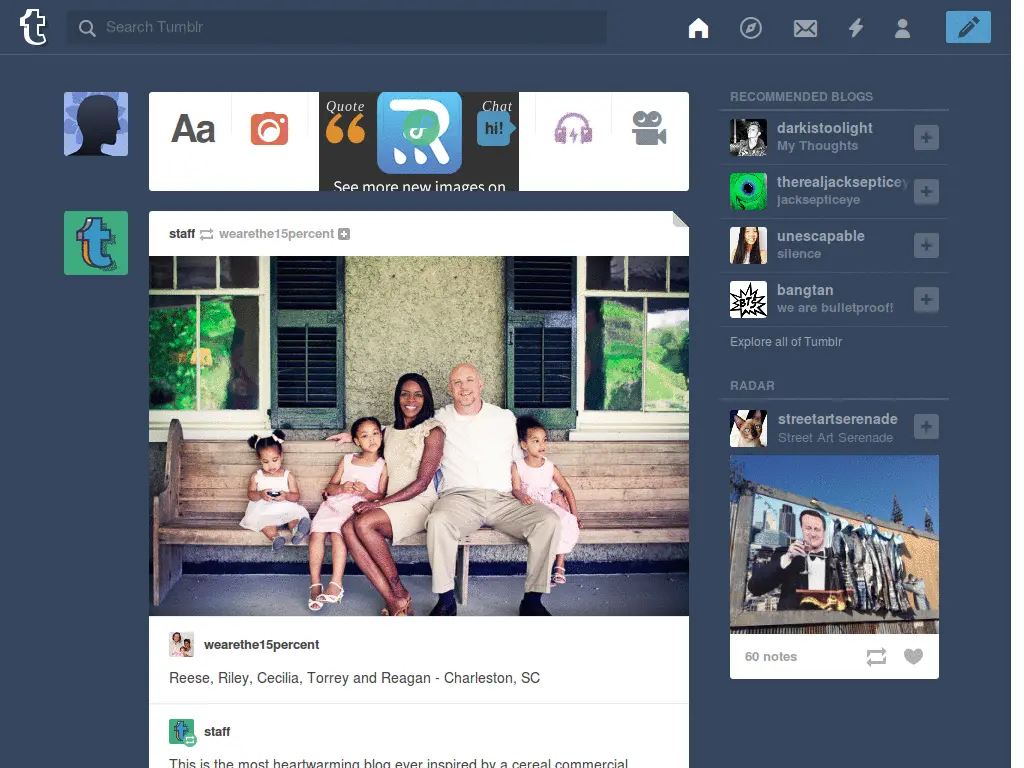 Search Tumblr
Aa
Quote
Chat
hi!
See more new images on
staff wearethe15percent
wearethe15percent
Reese, Riley, Cecilia, Torrey and Reagan - Charleston, SC
staff
This is the most heartwarming blog ever inspired by a cereal commercial
RECOMMENDED BLOGS
darkistoolight
My Thoughts
therealjacksepticey
jacksepticeye
unescapable
silence
bangtan
BTS
we are bulletproof!
Explore all of Tumblr
RADAR
streetartserenade
Street Art Serenade
60 notes